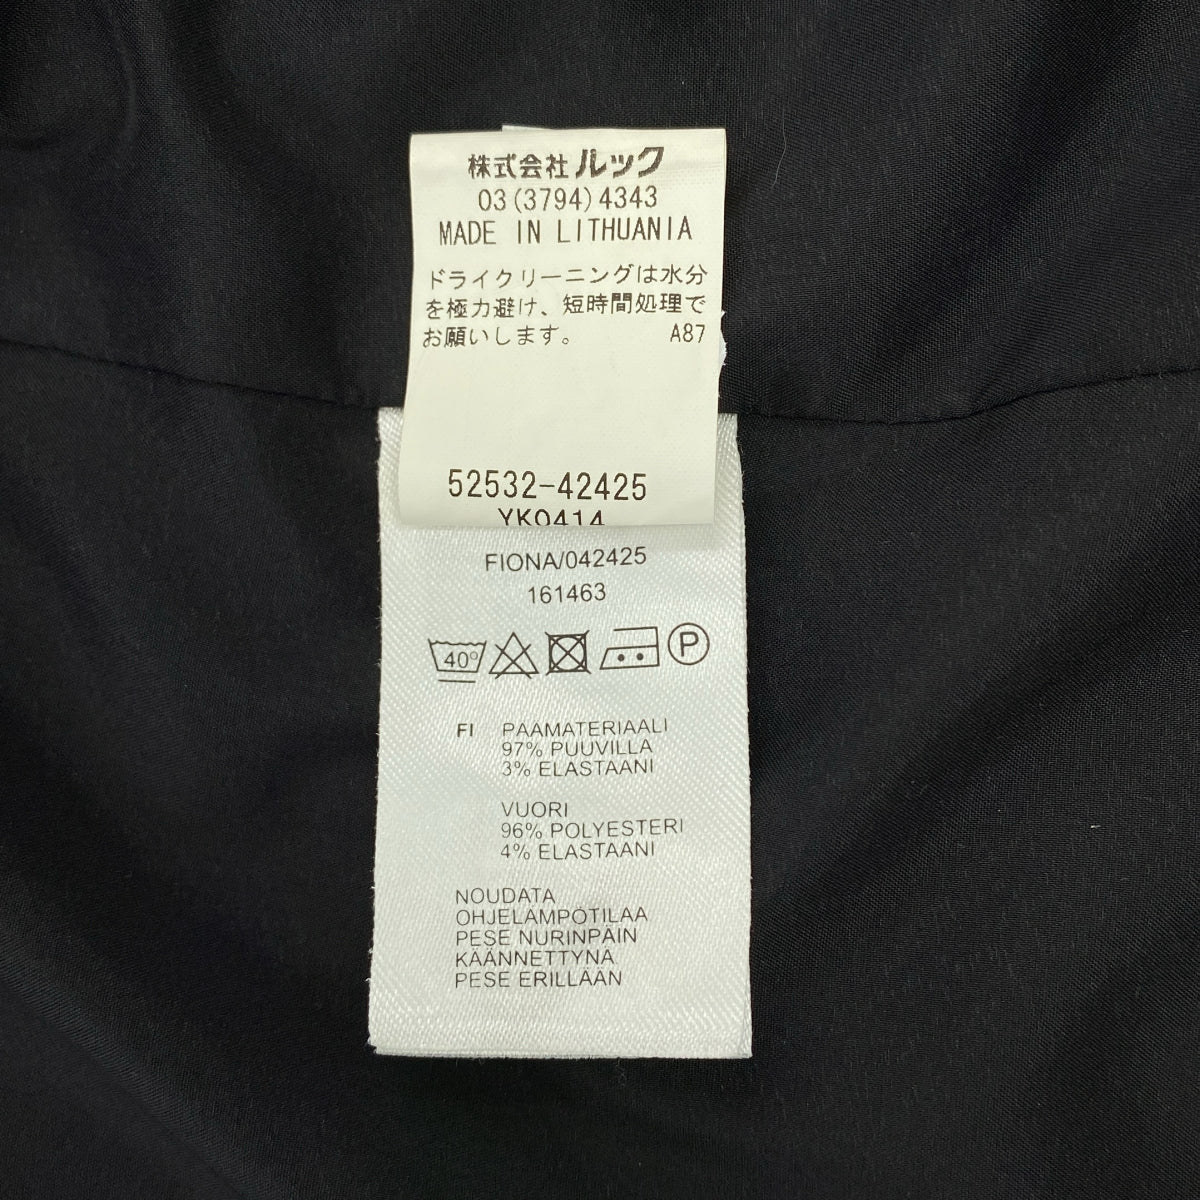 株式会社ルック
03(3794)4343
MADE IN LITHUANIA
ドライクリーニングは水分
を極力避け、短時間処理で
お願いします。 A87
52532-42425
YK0414
FIONA/042425
161463
40° P
FI PAAMATERIAALI
97% PUUVILLA
3% ELASTAANI
VUORI
96% POLYESTERI
4% ELASTAANI
NOUDATA
OHJELÄMPÖTILAA
PESE NURINPÄIN
KÄÄNNETTYNÄ
PESE ERILLÄÄN